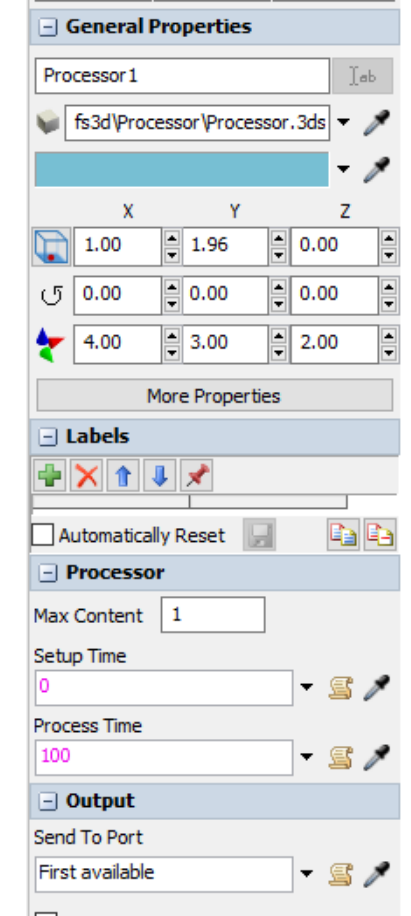 General Properties
Processor1
ab
fs3d\Processor\Processor.3ds
X Y Z
1.00 1.96 0.00
0.00 0.00 0.00
4.00 3.00 2.00
More Properties
Labels
Automatically Reset
Processor
Max Content 1
Setup Time
0
Process Time
100
Output
Send To Port
First available